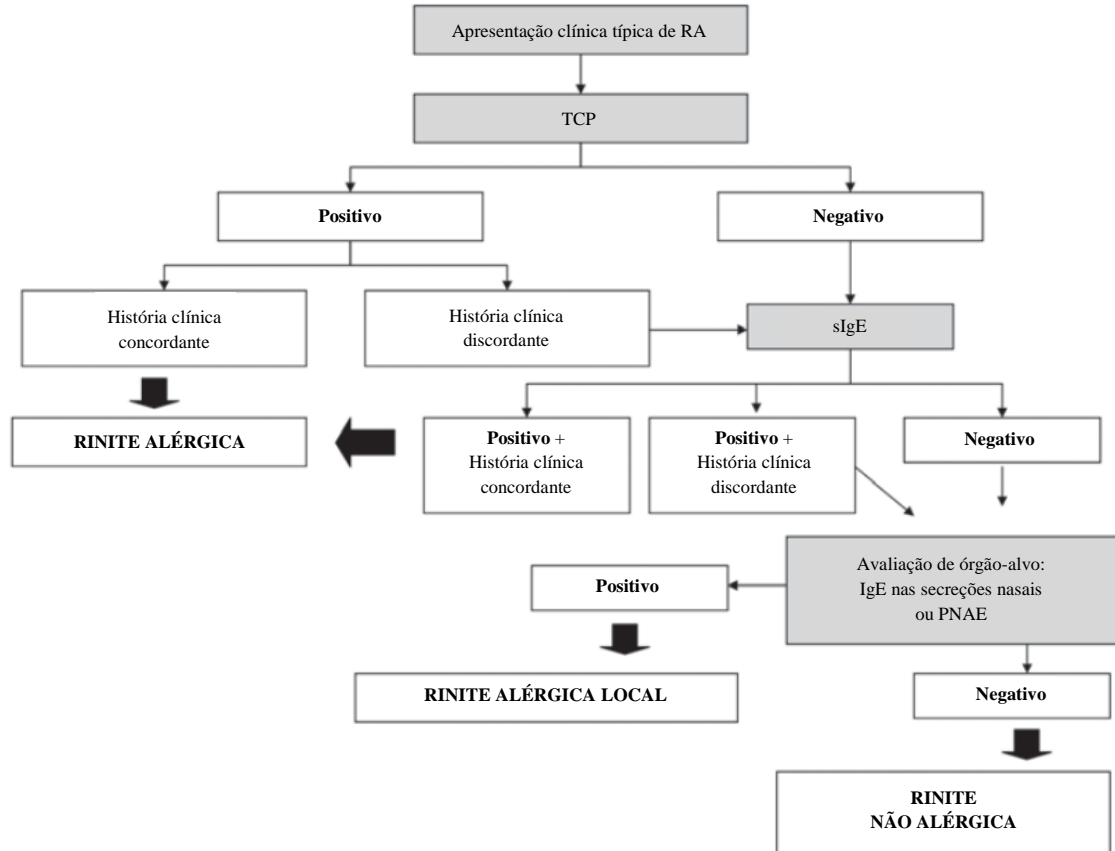 Apresentação clínica típica de RA
TCP
Positivo
Negativo
História clínica
concordante
História clínica
discordante
sIgE
RINITE ALÉRGICA
Positivo +
História clínica
concordante
Positivo +
História clínica
discordante
Negativo
Avaliação de órgão-alvo:
IgE nas secreções nasais
ou PNAE
Positivo
RINITE ALÉRGICA LOCAL
Negativo
RINITE
NÃO ALÉRGICA